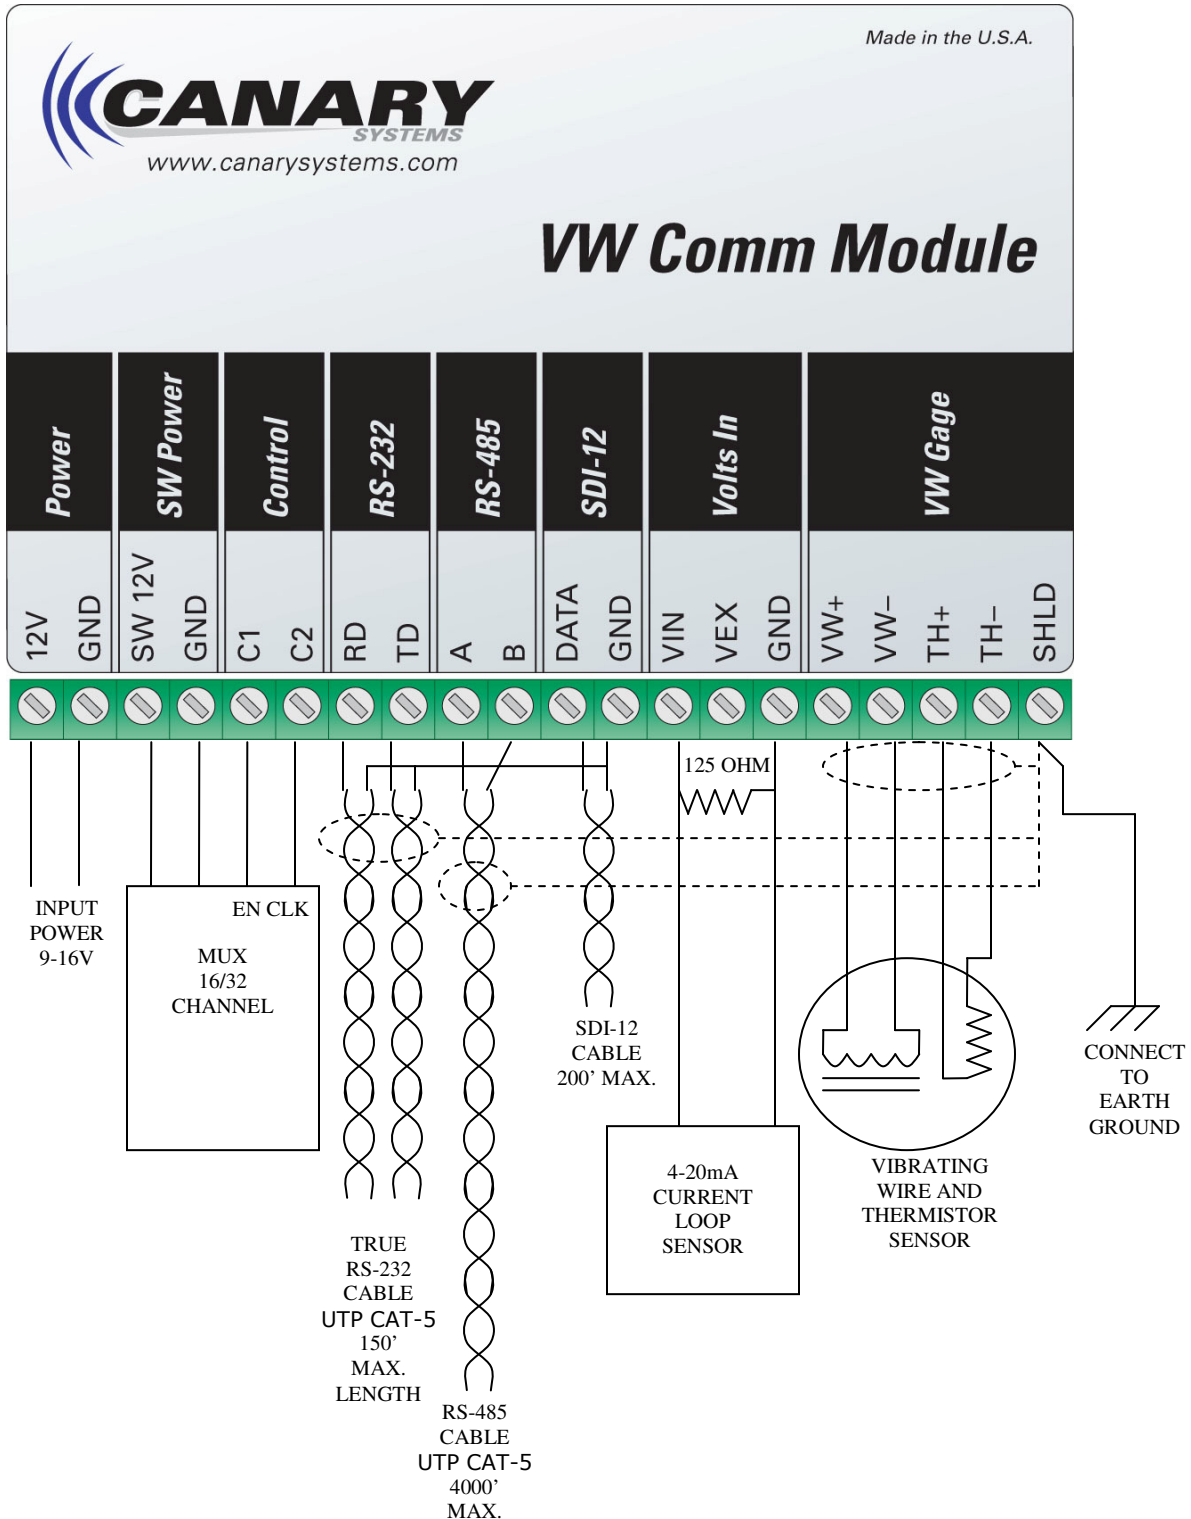 Made in the U.S.A.
CANARY
SYSTEMS
www.canarysystems.com
VW Comm Module
Power
SW Power
Control
RS-232
RS-485
SDI-12
Volts In
VW Gage
12V
GND
SW 12V
GND
C1
C2
RD
TD
A
B
DATA
GND
VIN
VEX
GND
VW+
VW–
TH+
TH–
SHLD
125 OHM
INPUT
POWER
9-16V
EN CLK
MUX
16/32
CHANNEL
SDI-12
CABLE
200’ MAX.
CONNECT
TO
EARTH
GROUND
4-20mA
CURRENT
LOOP
SENSOR
VIBRATING
WIRE AND
THERMISTOR
SENSOR
TRUE
RS-232
CABLE
UTP CAT-5
150’
MAX.
LENGTH
RS-485
CABLE
UTP CAT-5
4000’
MAX.